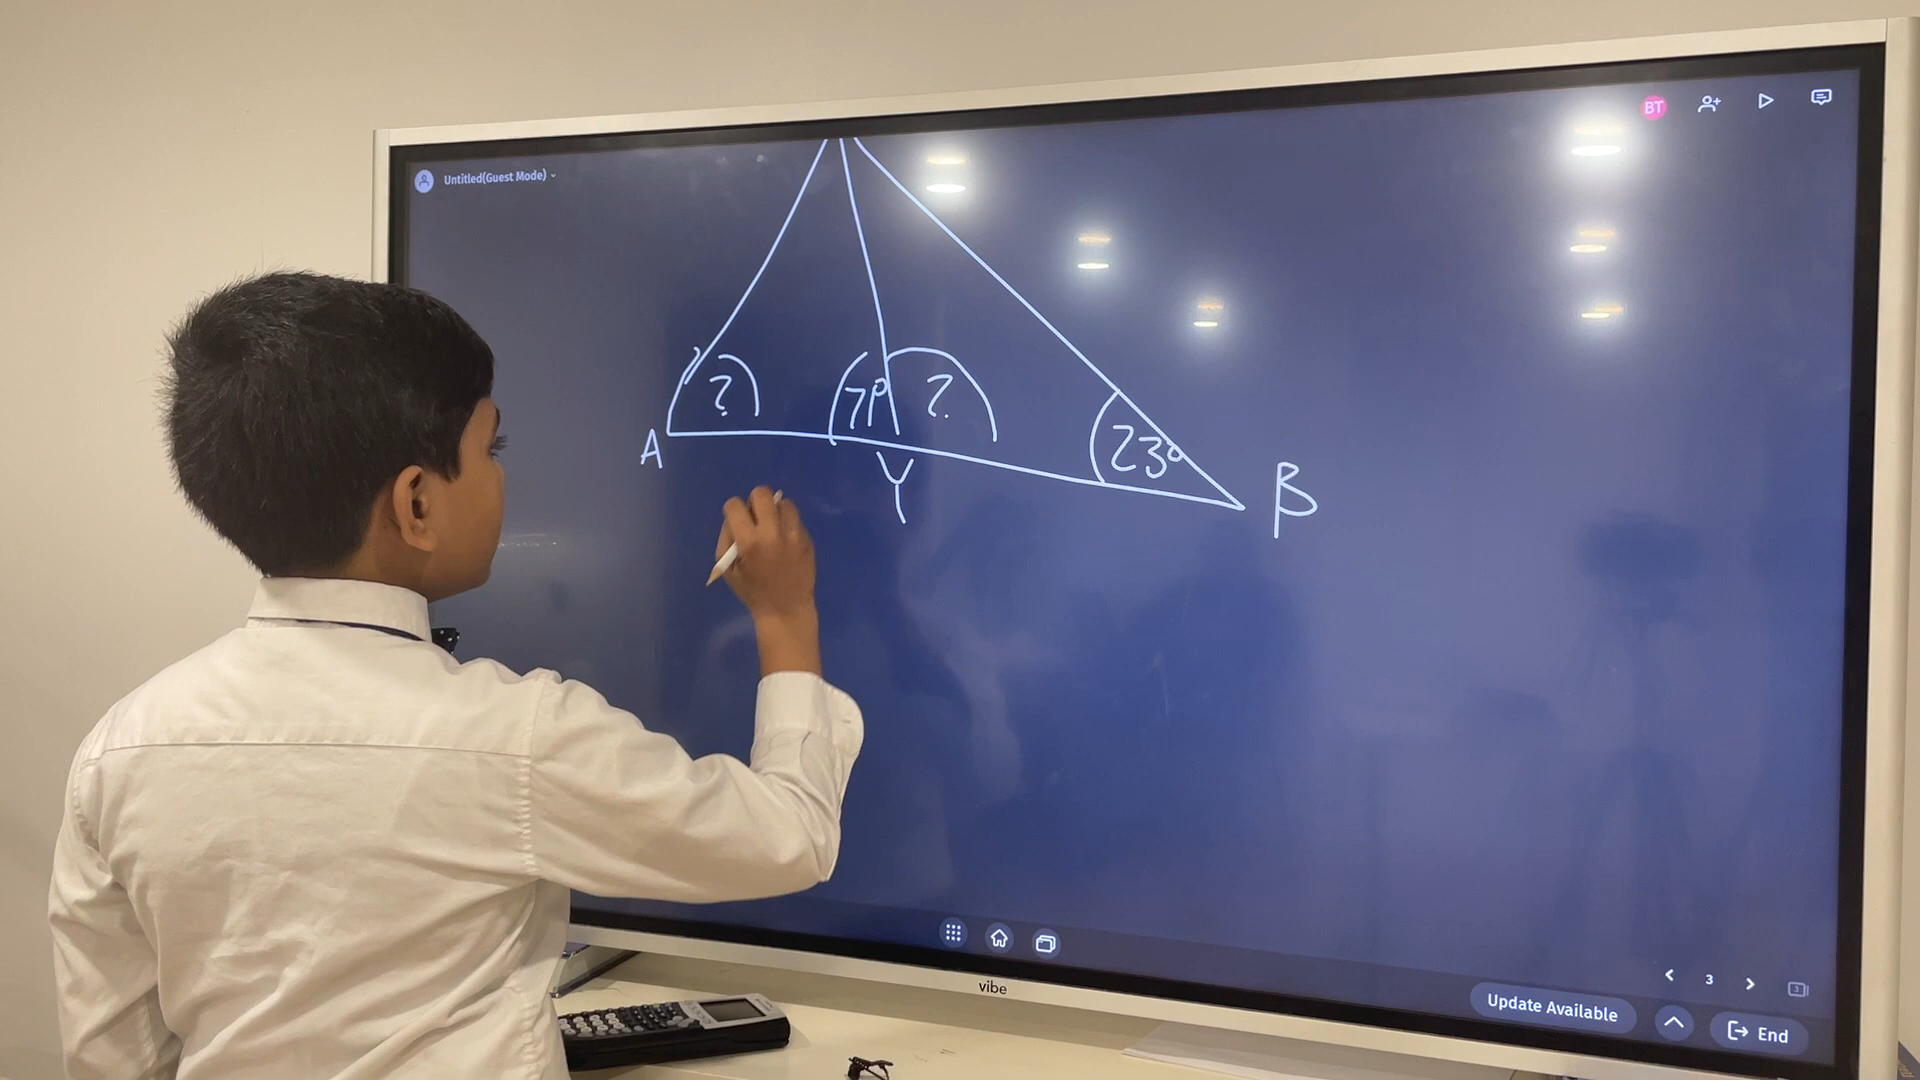 BT
Untitled(Guest Mode)
? 71° ? 23°
A Y B
vibe
3
Update Available
End